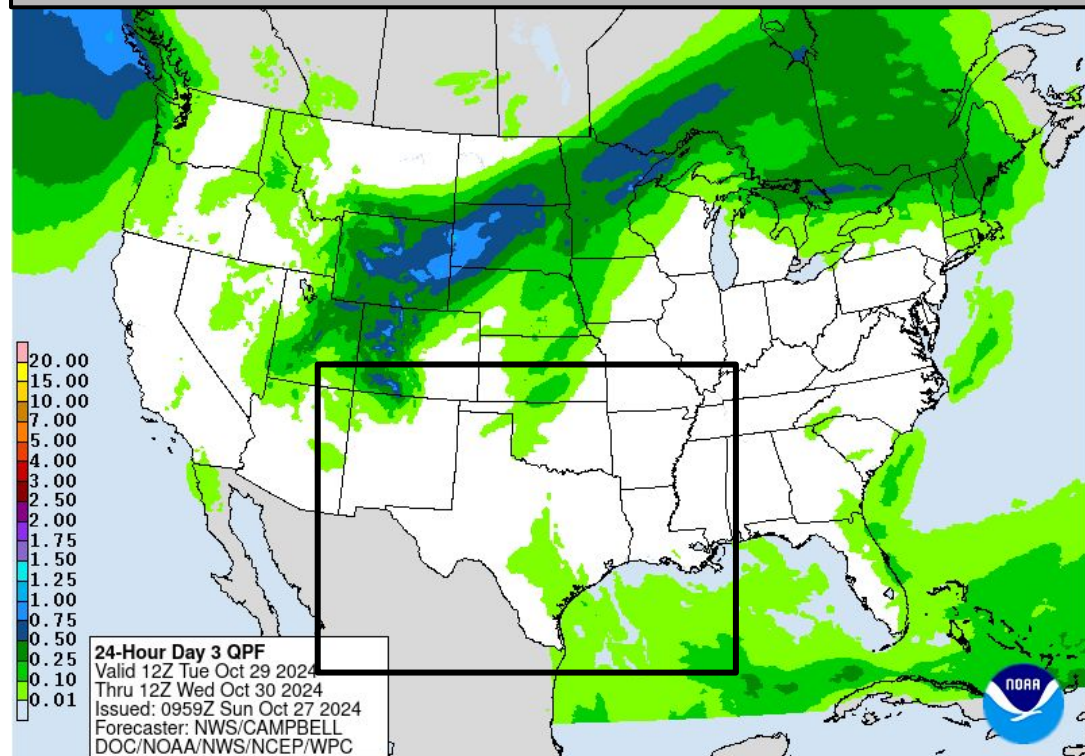 20.00
15.00
10.00
7.00
5.00
4.00
3.00
2.50
2.00
1.75
1.50
1.25
1.00
0.75
0.50
0.25
0.10
0.01
24-Hour Day 3 QPF
Valid 12Z Tue Oct 29 2024
Thru 12Z Wed Oct 30 2024
Issued: 0959Z Sun Oct 27 2024
Forecaster: NWS/CAMPBELL
DOC/NOAA/NWS/NCEP/WPC
NOAA